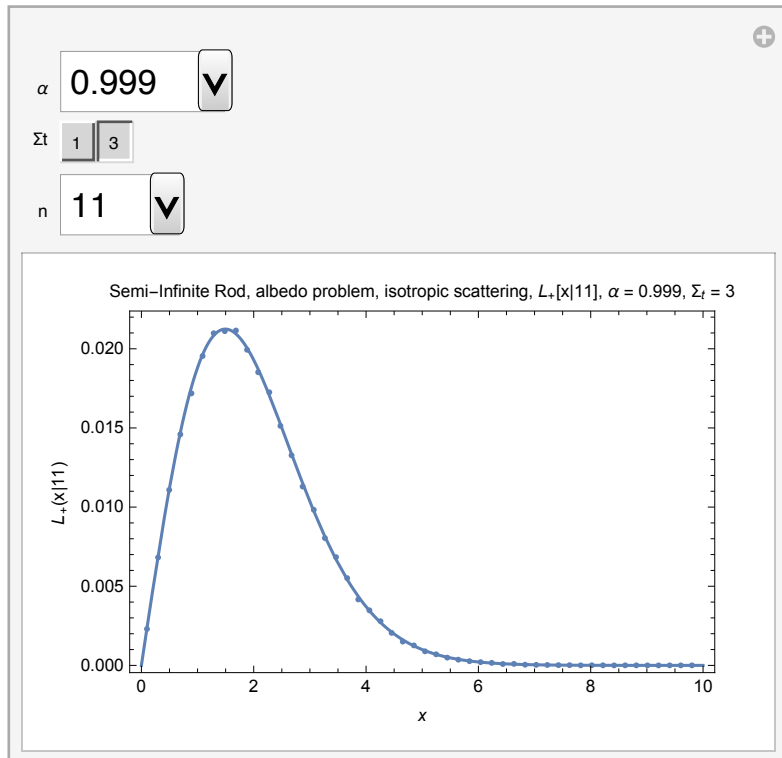 α 0.999
Σt 1 3
n 11
Semi-Infinite Rod, albedo problem, isotropic scattering, L₊[x|11], α = 0.999, Σₜ = 3
0.020
0.015
0.010
0.005
0.000
L₊(x|11)
0 2 4 6 8 10
x